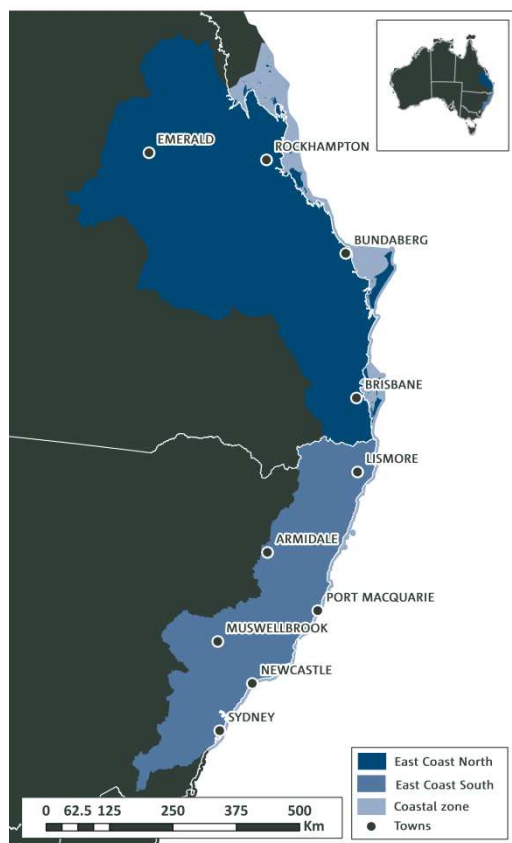 EMERALD
ROCKHAMPTON
BUNDABERG
BRISBANE
LISMORE
ARMIDALE
PORT MACQUARIE
MUSWELLBROOK
NEWCASTLE
SYDNEY
East Coast North
East Coast South
Coastal zone
Towns
0 62.5 125 250 375 500
Km